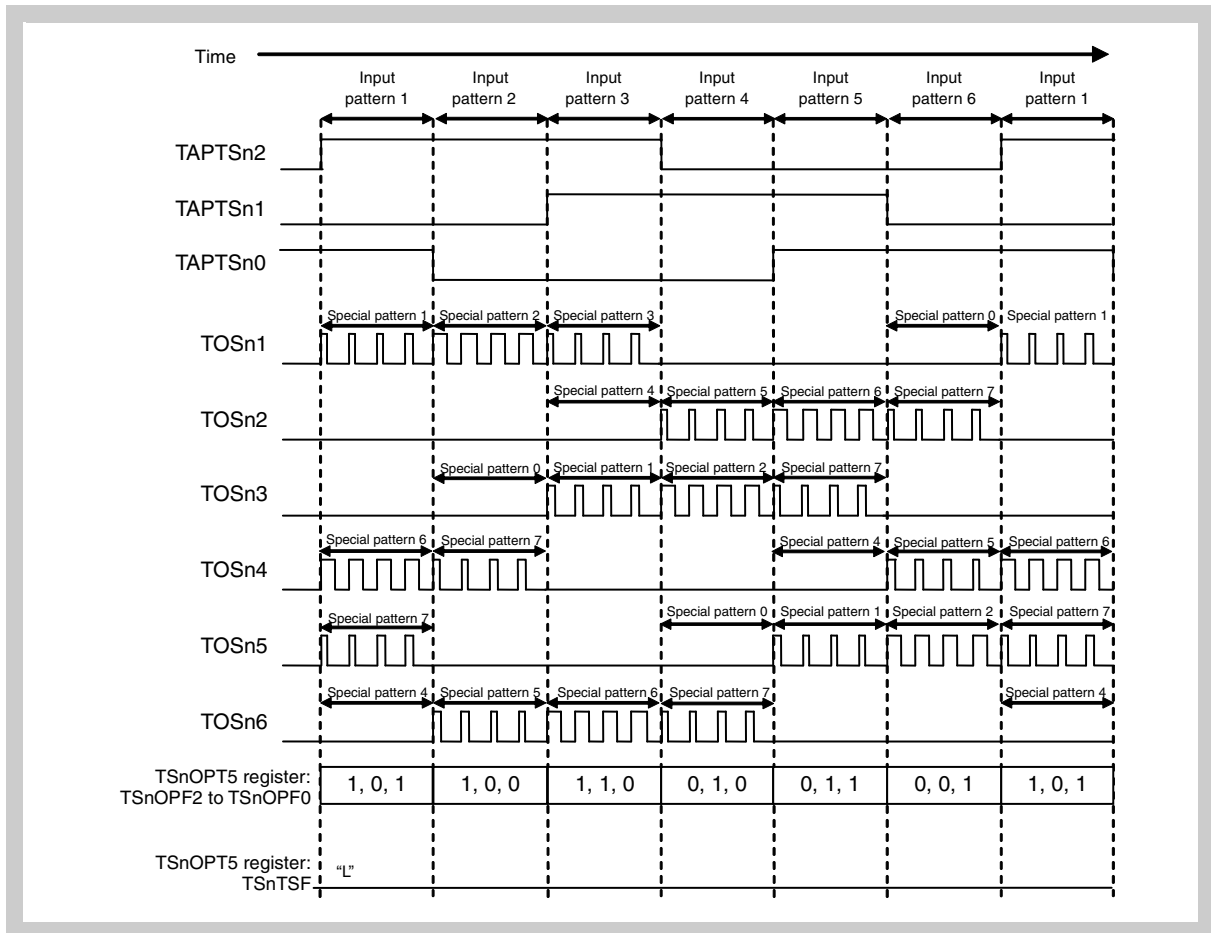 Time
Input pattern 1
Input pattern 2
Input pattern 3
Input pattern 4
Input pattern 5
Input pattern 6
Input pattern 1
TAPTSn2
TAPTSn1
TAPTSn0
Special pattern 1 Special pattern 2 Special pattern 3 Special pattern 0 Special pattern 1
TOSn1
Special pattern 4 Special pattern 5 Special pattern 6 Special pattern 7
TOSn2
Special pattern 0 Special pattern 1 Special pattern 2 Special pattern 7
TOSn3
Special pattern 6 Special pattern 7 Special pattern 4 Special pattern 5 Special pattern 6
TOSn4
Special pattern 7 Special pattern 0 Special pattern 1 Special pattern 2 Special pattern 7
TOSn5
Special pattern 4 Special pattern 5 Special pattern 6 Special pattern 7 Special pattern 4
TOSn6
TSnOPT5 register:
TSnOPF2 to TSnOPF0
1, 0, 1 1, 0, 0 1, 1, 0 0, 1, 0 0, 1, 1 0, 0, 1 1, 0, 1
TSnOPT5 register:
TSnTSF
“L”